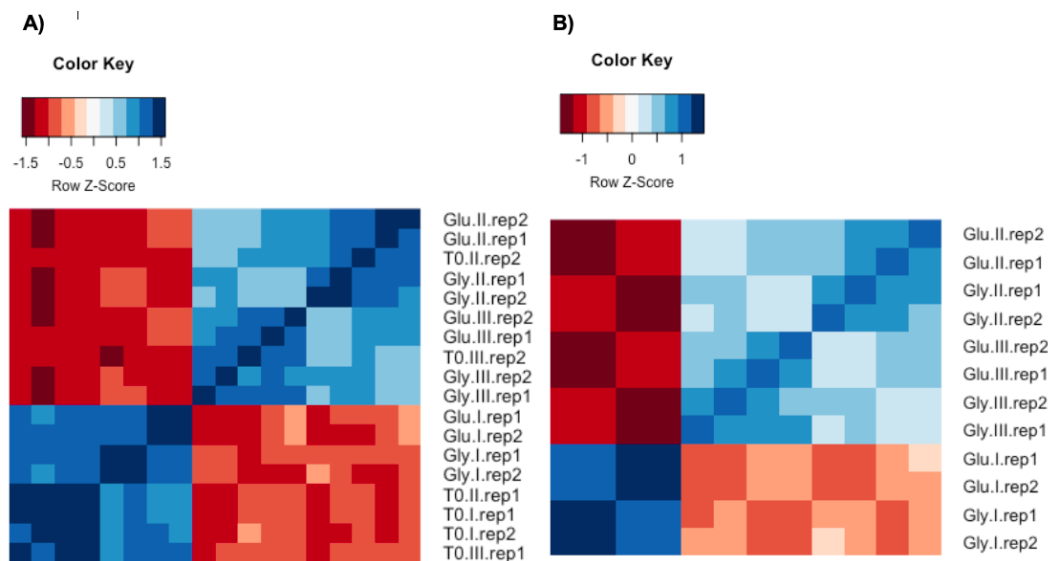 A)
Color Key
-1.5 -0.5 0.5 1.5
Row Z-Score
Glu.II.rep2
Glu.II.rep1
T0.II.rep2
Gly.II.rep1
Gly.II.rep2
Glu.III.rep2
Glu.III.rep1
T0.III.rep2
Gly.III.rep2
Gly.III.rep1
Glu.I.rep1
Glu.I.rep2
Gly.I.rep1
Gly.I.rep2
T0.II.rep1
T0.I.rep1
T0.I.rep2
T0.III.rep1
B)
Color Key
-1 0 1
Row Z-Score
Glu.II.rep2
Glu.II.rep1
Gly.II.rep1
Gly.II.rep2
Glu.III.rep2
Glu.III.rep1
Gly.III.rep2
Gly.III.rep1
Glu.I.rep1
Glu.I.rep2
Gly.I.rep1
Gly.I.rep2